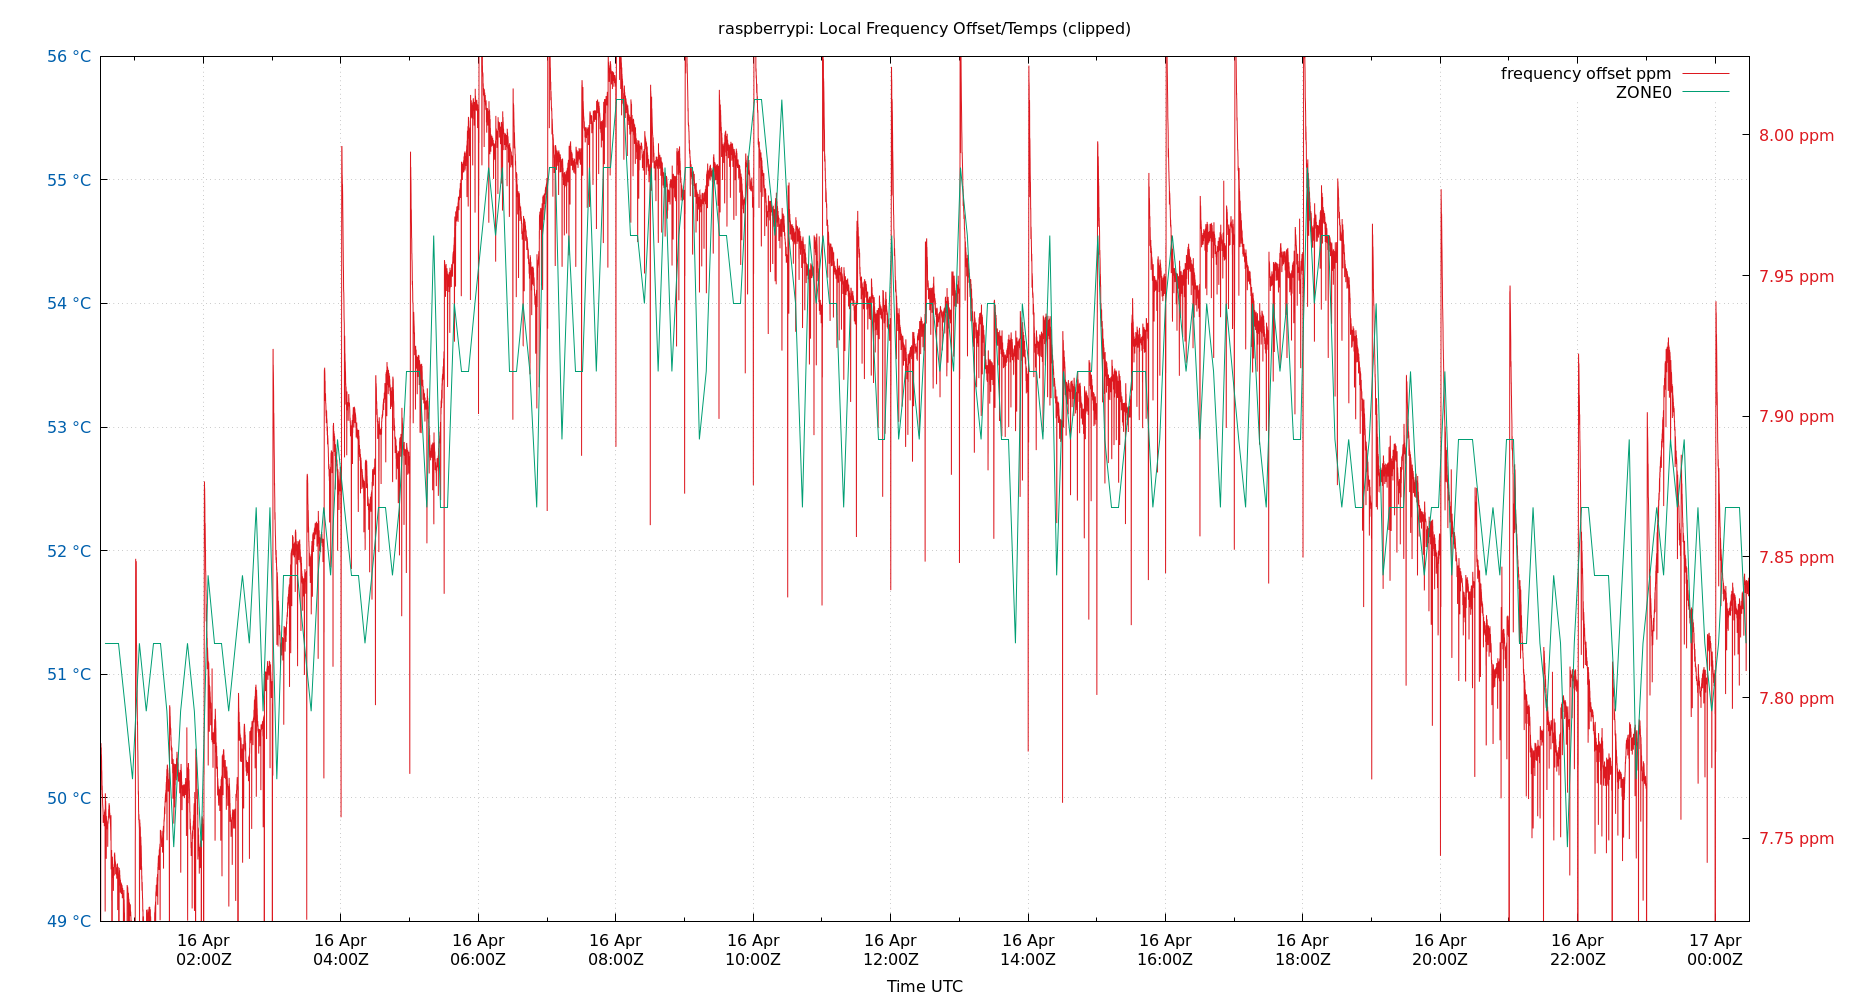 raspberrypi: Local Frequency Offset/Temps (clipped)
frequency offset ppm
ZONE0
56 °C
55 °C
54 °C
53 °C
52 °C
51 °C
50 °C
49 °C
8.00 ppm
7.95 ppm
7.90 ppm
7.85 ppm
7.80 ppm
7.75 ppm
16 Apr 16 Apr 16 Apr 16 Apr 16 Apr 16 Apr 16 Apr 16 Apr 16 Apr 16 Apr 16 Apr 17 Apr
02:00Z 04:00Z 06:00Z 08:00Z 10:00Z 12:00Z 14:00Z 16:00Z 18:00Z 20:00Z 22:00Z 00:00Z
Time UTC